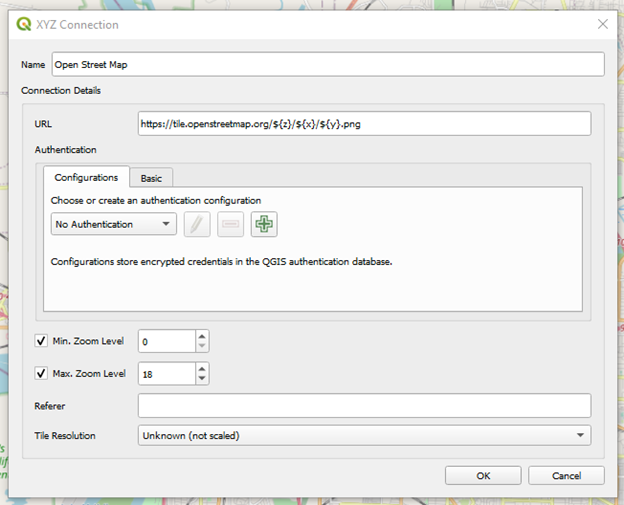 XYZ Connection
Name Open Street Map
Connection Details
URL https://tile.openstreetmap.org/${z}/${x}/${y}.png
Authentication
Configurations Basic
Choose or create an authentication configuration
No Authentication
Configurations store encrypted credentials in the QGIS authentication database.
Min. Zoom Level 0
Max. Zoom Level 18
Referer
Tile Resolution Unknown (not scaled)
OK Cancel